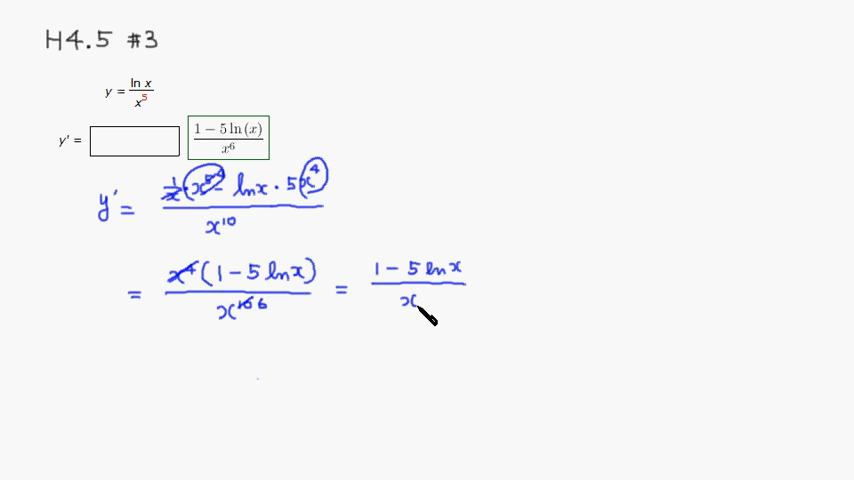 H4.5 #3
y = ln x / x^5
y' = (1 − 5 ln (x)) / x^6
y' = (1/x · x^5 4 − ln x · 5x^4) / x^10
= x^4 (1 − 5 ln x) / x^10 6 = (1 − 5 ln x) / x